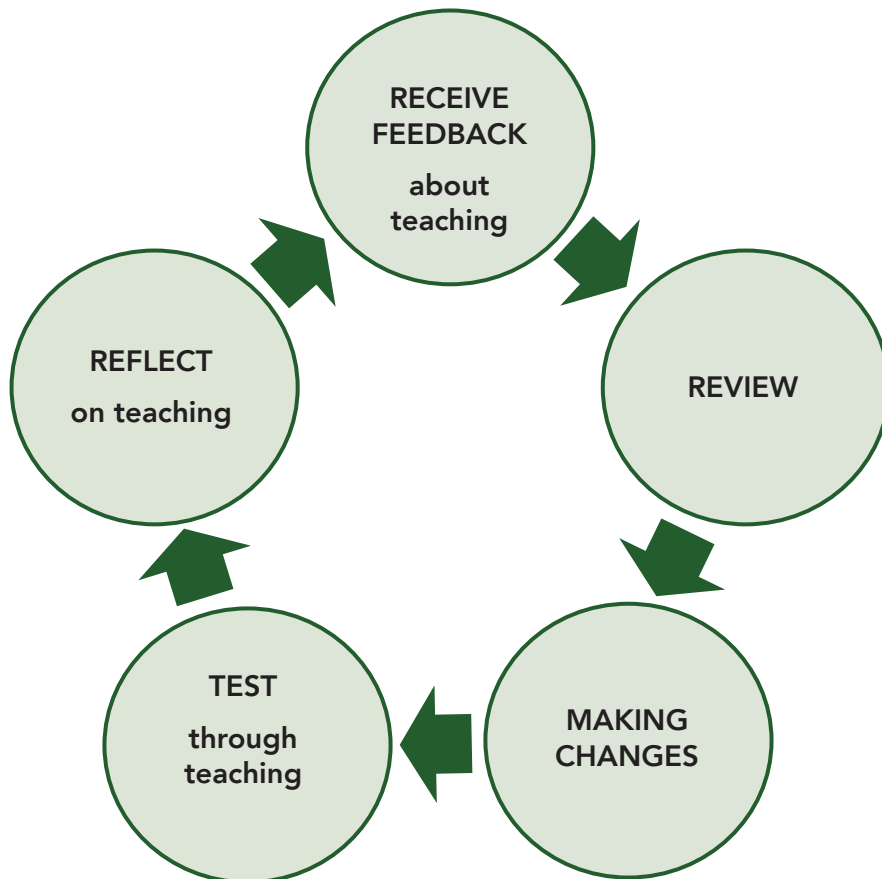 RECEIVE
FEEDBACK
about
teaching
REVIEW
MAKING
CHANGES
TEST
through
teaching
REFLECT
on teaching